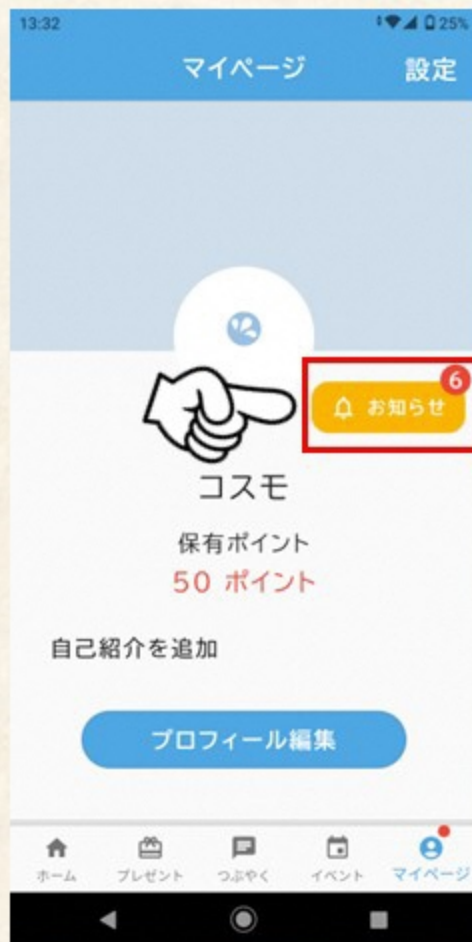 13:32
25%
マイページ
設定
6
お知らせ
コスモ
保有ポイント
50 ポイント
自己紹介を追加
プロフィール編集
ホーム
プレゼント
つぶやく
イベント
マイページ